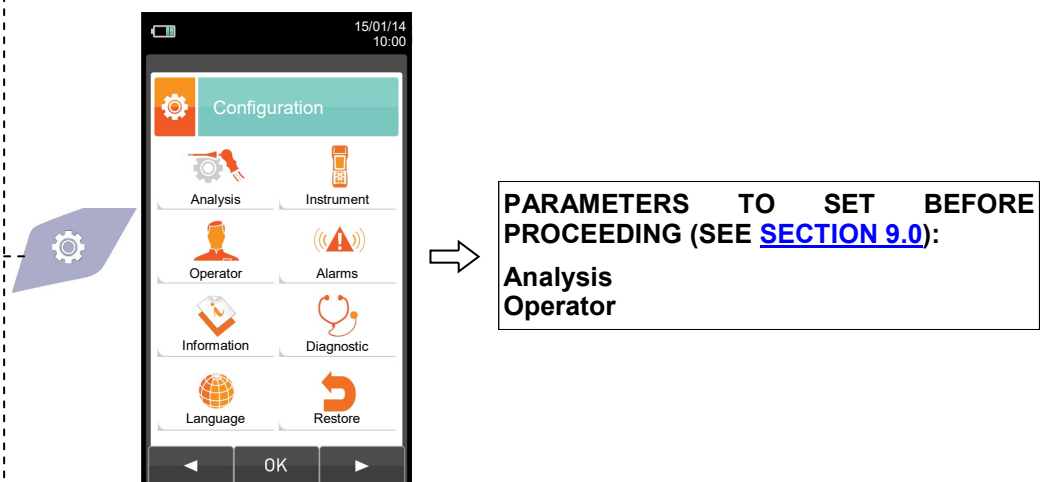 15/01/14
10:00
Configuration
Analysis
Instrument
Operator
Alarms
Information
Diagnostic
Language
Restore
OK
PARAMETERS TO SET BEFORE
PROCEEDING (SEE SECTION 9.0):
Analysis
Operator